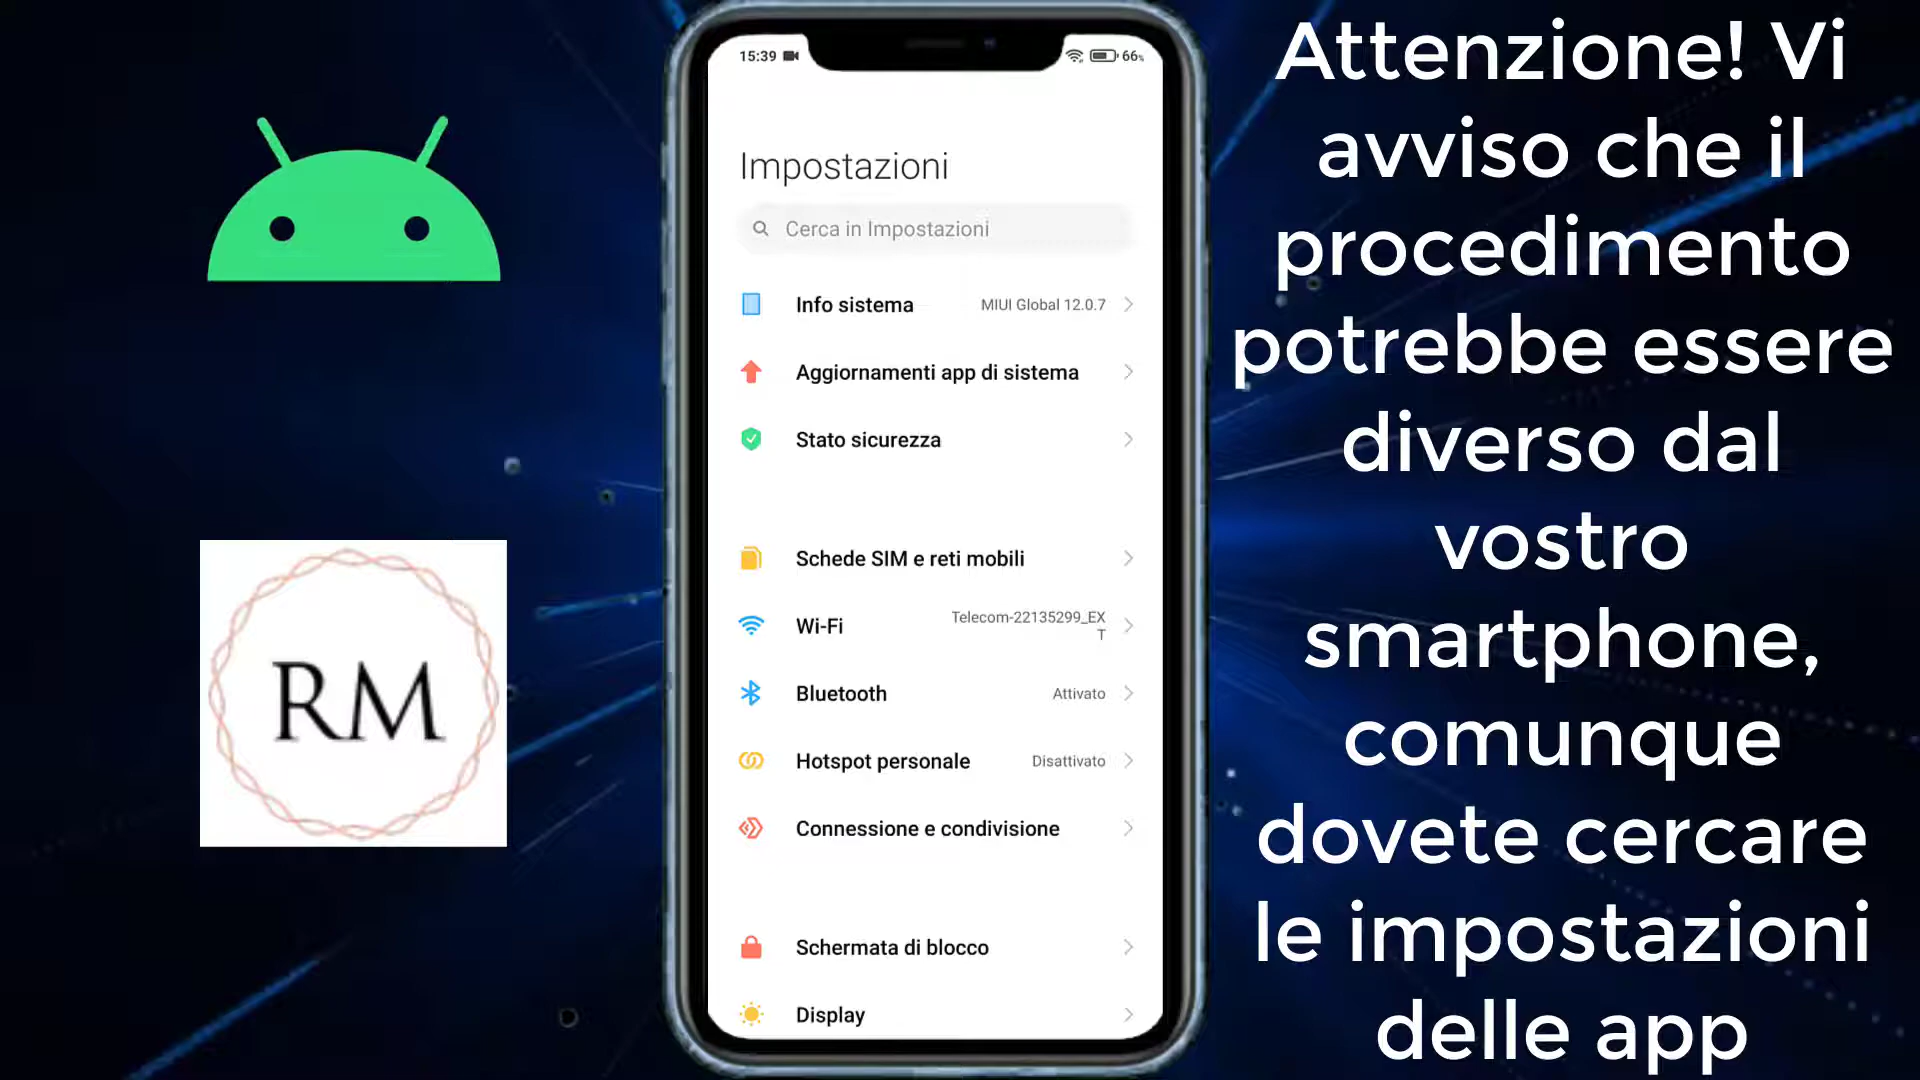 15:39
66%
Impostazioni
Cerca in Impostazioni
Info sistema MIUI Global 12.0.7
Aggiornamenti app di sistema
Stato sicurezza
Schede SIM e reti mobili
Wi-Fi Telecom-22135299_EX
T
Bluetooth Attivato
Hotspot personale Disattivato
Connessione e condivisione
Schermata di blocco
Display
RM
Attenzione! Vi
avviso che il
procedimento
potrebbe essere
diverso dal
vostro
smartphone,
comunque
dovete cercare
le impostazioni
delle app